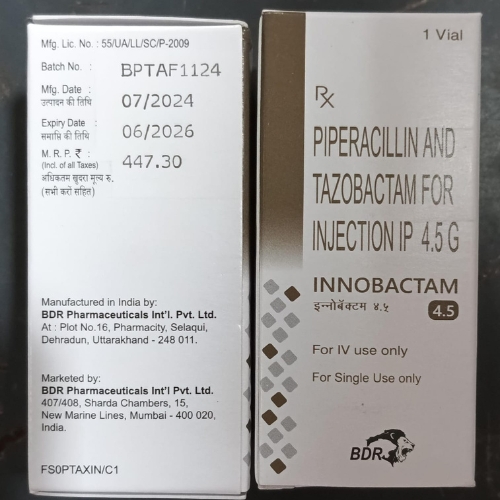 Mfg. Lic. No. : 55/UA/LL/SC/P-2009
Batch No. : BPTAF1124
Mfg. Date :
उत्पादन की तिथि 07/2024
Expiry Date :
समाप्ति की तिथि 06/2026
M. R. P. ₹ :
(Incl. of all Taxes) 447.30
अधिकतम खुदरा मूल्य रु.
(सभी करों सहित)
Manufactured in India by:
BDR Pharmaceuticals Int'l. Pvt. Ltd.
At : Plot No.16, Pharmacity, Selaqui,
Dehradun, Uttarakhand - 248 011.
Marketed by:
BDR Pharmaceuticals Int'l Pvt. Ltd.
407/408, Sharda Chambers, 15,
New Marine Lines, Mumbai - 400 020,
India.
FS0PTAXIN/C1
1 Vial
Rx
PIPERACILLIN AND
TAZOBACTAM FOR
INJECTION IP 4.5 G
INNOBACTAM
इन्नोबॅक्टम ४.५ 4.5
For IV use only
For Single Use only
BDR